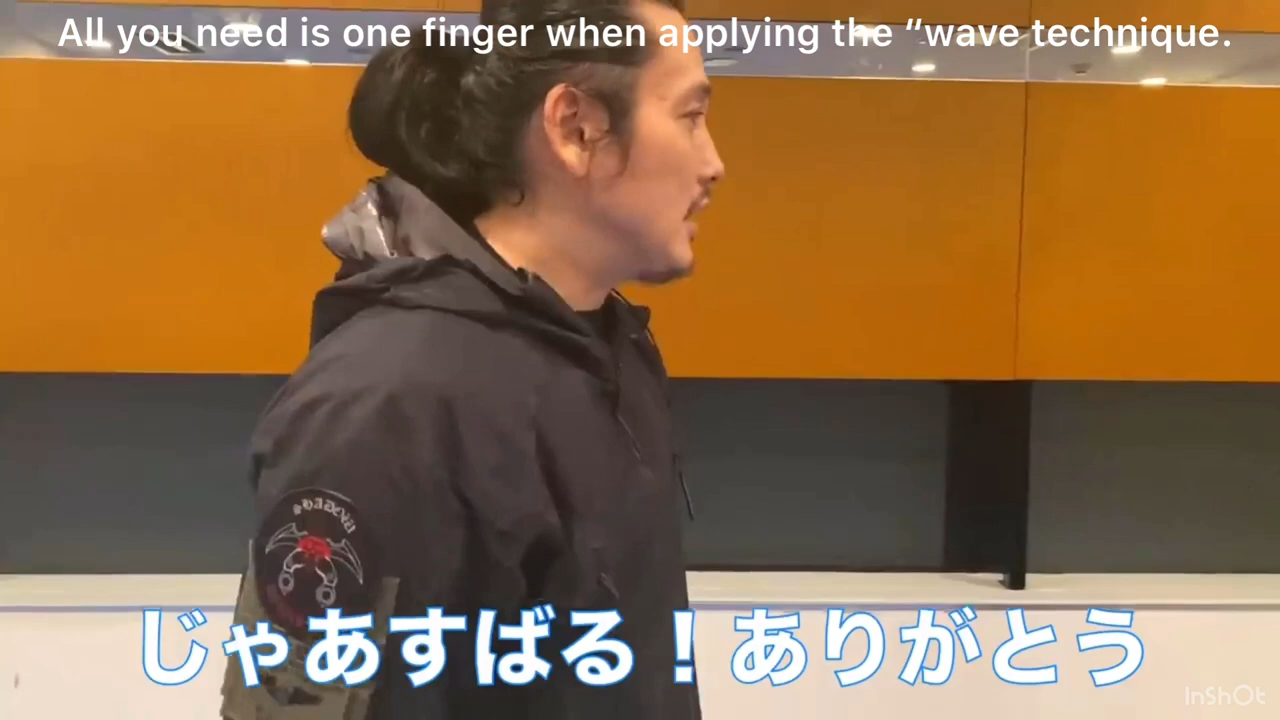 All you need is one finger when applying the “wave technique.
SHADOW
じゃあすばる！ありがとう
InShOt